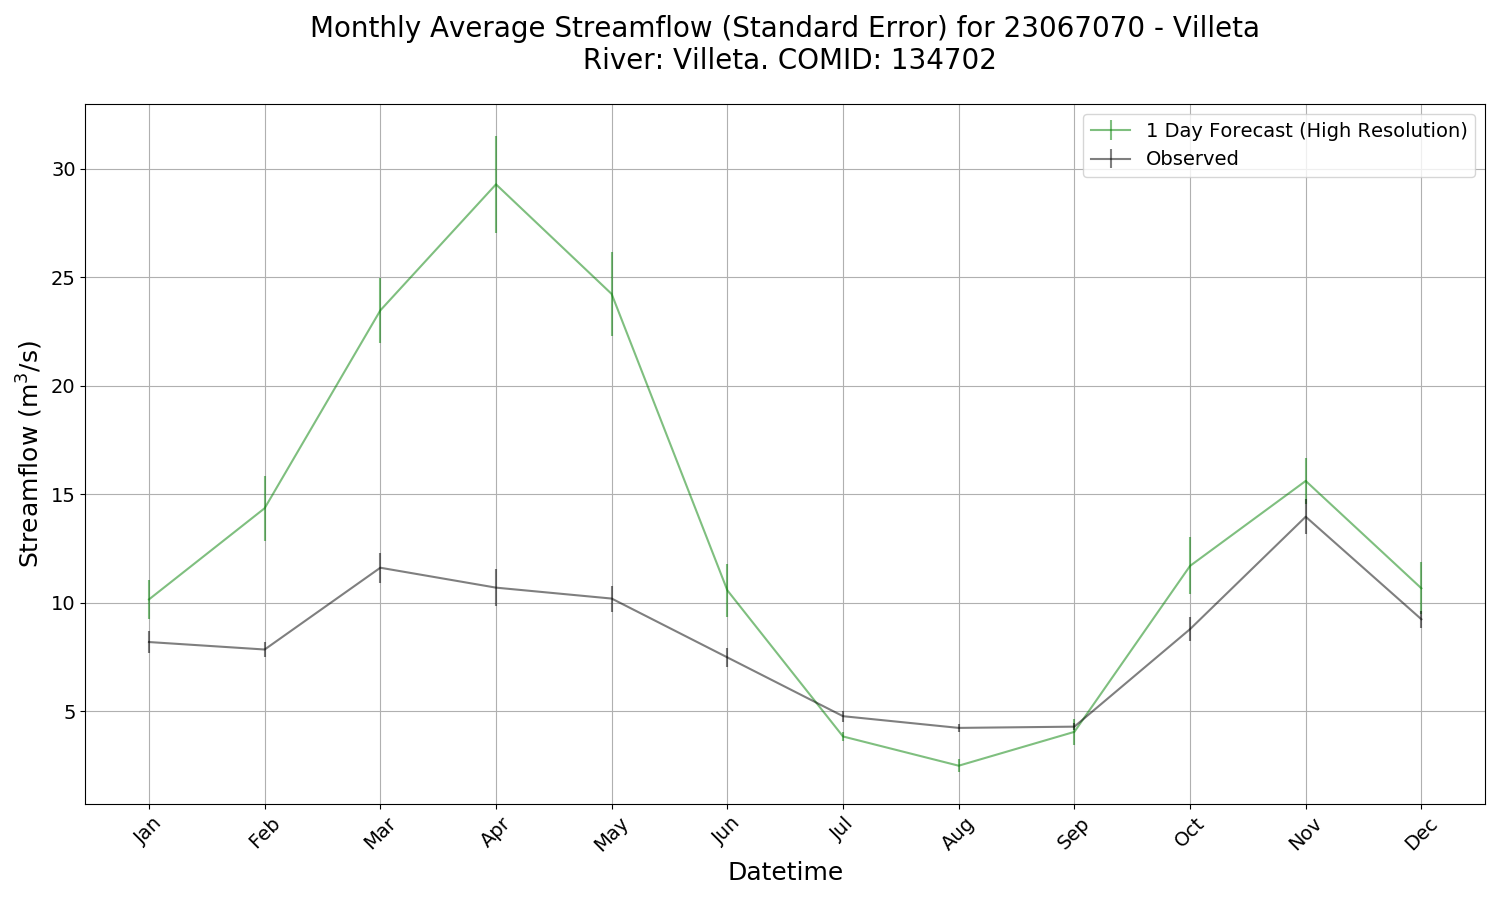 Monthly Average Streamflow (Standard Error) for 23067070 - Villeta
River: Villeta. COMID: 134702
1 Day Forecast (High Resolution)
Observed
30
25
20
15
10
5
Streamflow (m³/s)
Jan
Feb
Mar
Apr
May
Jun
Jul
Aug
Sep
Oct
Nov
Dec
Datetime